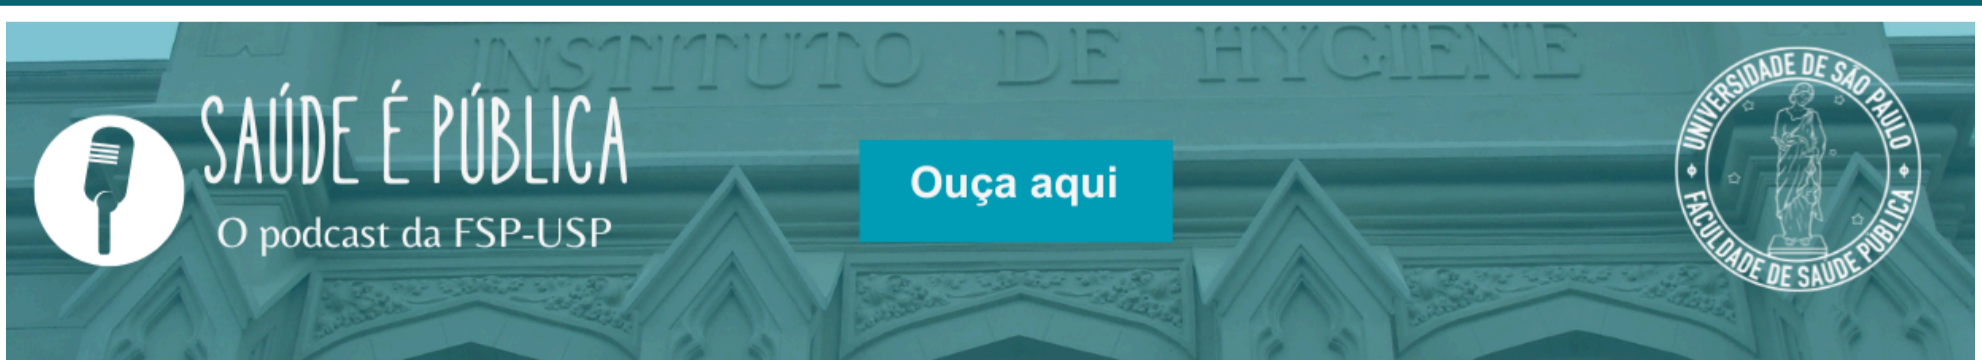 INSTITUTO DE HYGIENE
SAÚDE É PÚBLICA
O podcast da FSP-USP
Ouça aqui
UNIVERSIDADE DE SÃO PAULO
FACULDADE DE SAÚDE PÚBLICA